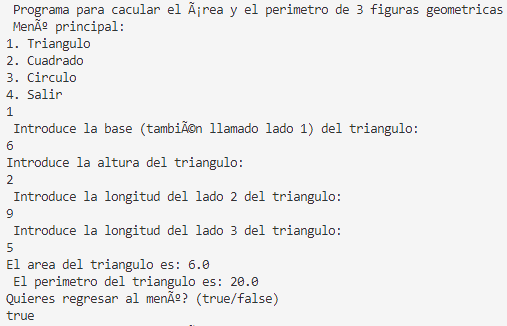 Programa para cacular el Ã¡rea y el perimetro de 3 figuras geometricas
MenÃº principal:
1. Triangulo
2. Cuadrado
3. Circulo
4. Salir
1
Introduce la base (tambiÃ©n llamado lado 1) del triangulo:
6
Introduce la altura del triangulo:
2
Introduce la longitud del lado 2 del triangulo:
9
Introduce la longitud del lado 3 del triangulo:
5
El area del triangulo es: 6.0
El perimetro del triangulo es: 20.0
Quieres regresar al menÃº? (true/false)
true